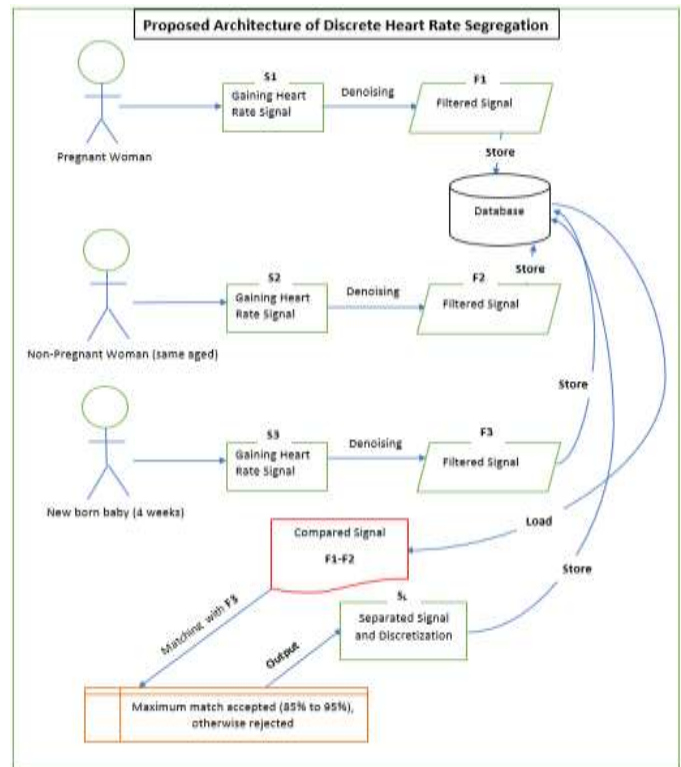 Proposed Architecture of Discrete Heart Rate Segregation
S1
Gaining Heart
Rate Signal
Denoising
F1
Filtered Signal
Pregnant Woman
Store
Database
S2
Gaining Heart
Rate Signal
Denoising
F2
Filtered Signal
Store
Non-Pregnant Woman (same aged)
Store
S3
Gaining Heart
Rate Signal
Denoising
F3
Filtered Signal
New born baby (4 weeks)
Load
Compared Signal
F1-F2
Store
Matching with F3
Output
Separated Signal
and Discretization
Maximum match accepted (85% to 95%),
otherwise rejected